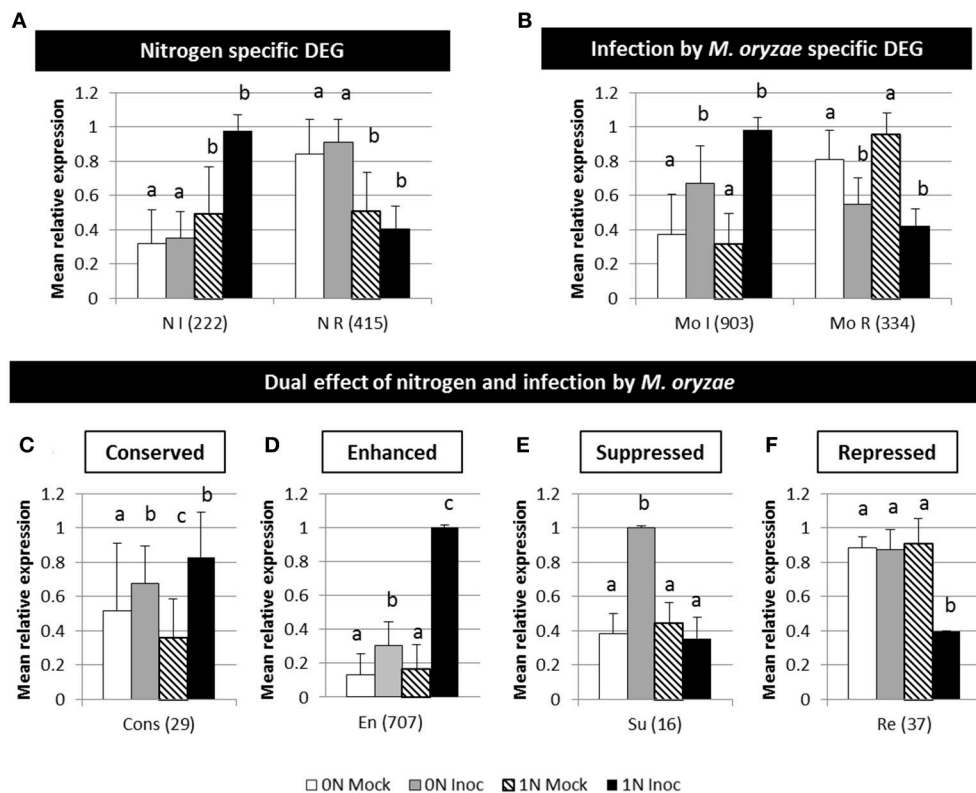 A
Nitrogen specific DEG
Mean relative expression
1.2
1
0.8
0.6
0.4
0.2
0
a
a
b
b
a
a
b
b
N I (222)
N R (415)
B
Infection by M. oryzae specific DEG
Mean relative expression
1.2
1
0.8
0.6
0.4
0.2
0
a
b
a
b
a
b
a
b
Mo I (903)
Mo R (334)
Dual effect of nitrogen and infection by M. oryzae
C
Conserved
Mean relative expression
1.2
1
0.8
0.6
0.4
0.2
0
a
b
c
b
Cons (29)
D
Enhanced
Mean relative expression
1.2
1
0.8
0.6
0.4
0.2
0
a
b
a
c
En (707)
E
Suppressed
Mean relative expression
1.2
1
0.8
0.6
0.4
0.2
0
a
b
a
a
Su (16)
F
Repressed
Mean relative expression
1.2
1
0.8
0.6
0.4
0.2
0
a
a
a
b
Re (37)
0N Mock
0N Inoc
1N Mock
1N Inoc